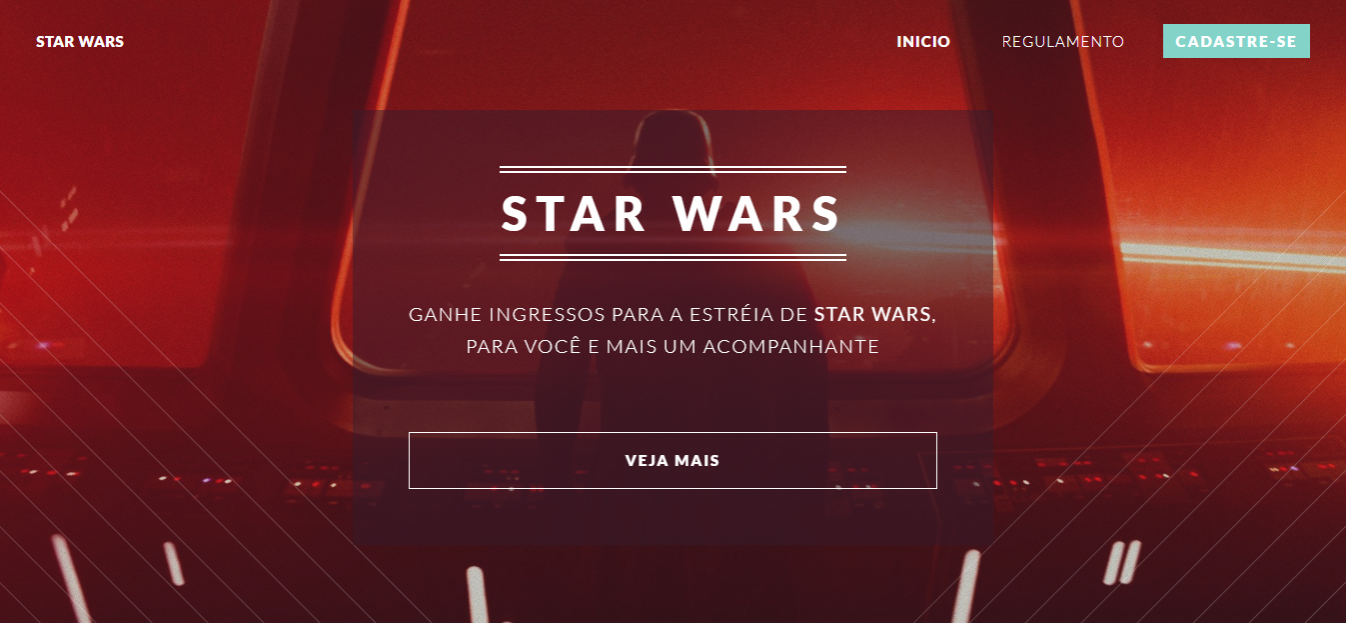 STAR WARS
INICIO
REGULAMENTO
CADASTRE-SE
STAR WARS
GANHE INGRESSOS PARA A ESTRÉIA DE STAR WARS,
PARA VOCÊ E MAIS UM ACOMPANHANTE
VEJA MAIS